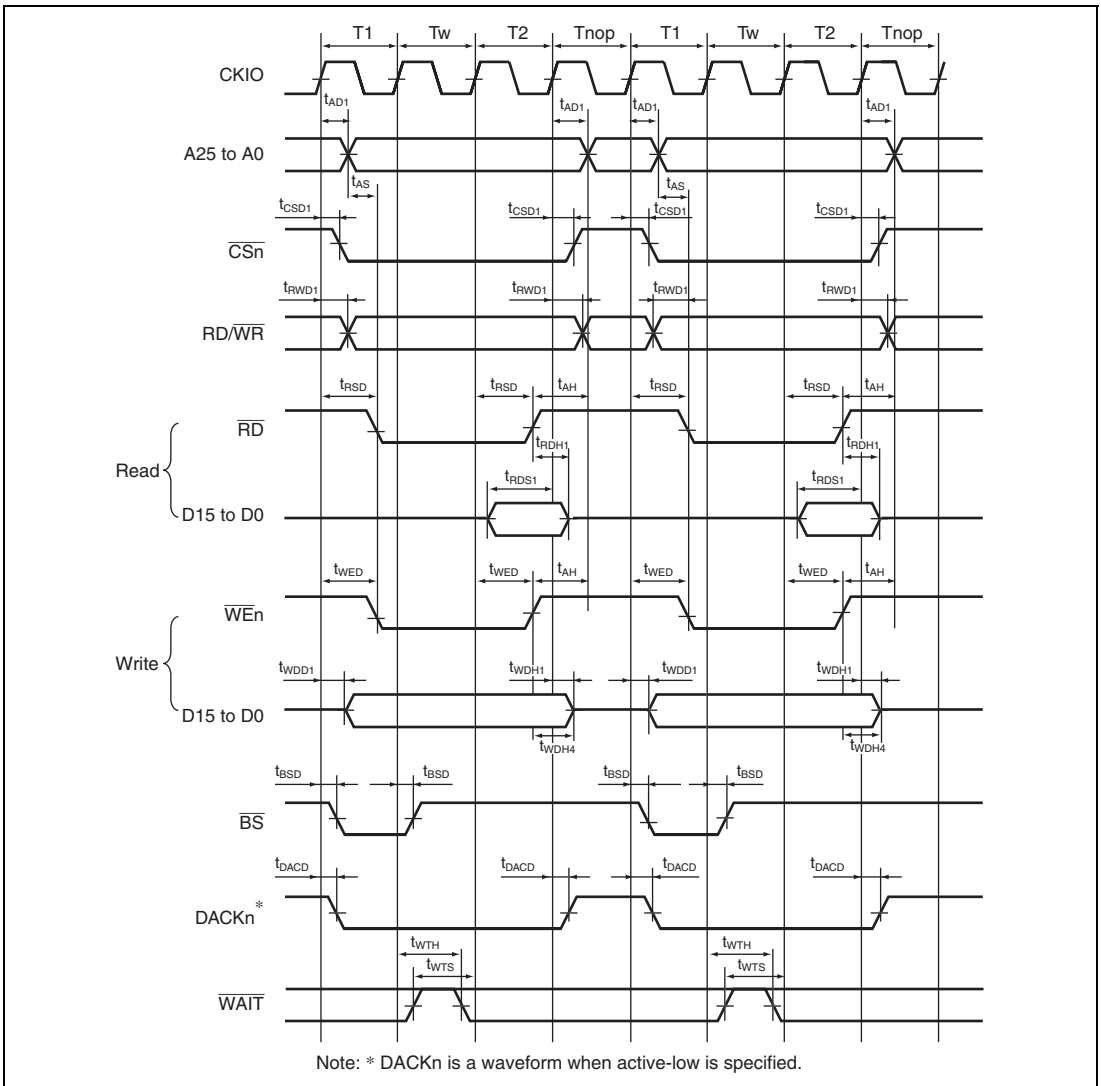 T1 Tw T2 Tnop T1 Tw T2 Tnop
CKIO
tAD1 tAD1 tAD1 tAD1
A25 to A0
tAS tAS
tCSD1 tCSD1 tCSD1 tCSD1
CSn
tRWD1 tRWD1 tRWD1 tRWD1
RD/WR
tRSD tRSD tAH tRSD tRSD tAH
RD
tRDH1 tRDH1
Read
tRDS1 tRDS1
D15 to D0
tWED tWED tAH tWED tWED tAH
WEn
Write
tWDD1 tWDH1 tWDD1 tWDH1
D15 to D0
tWDH4 tWDH4
tBSD tBSD tBSD tBSD
BS
tDACD tDACD tDACD tDACD
DACKn*
tWTH tWTH
tWTS tWTS
WAIT
Note: * DACKn is a waveform when active-low is specified.